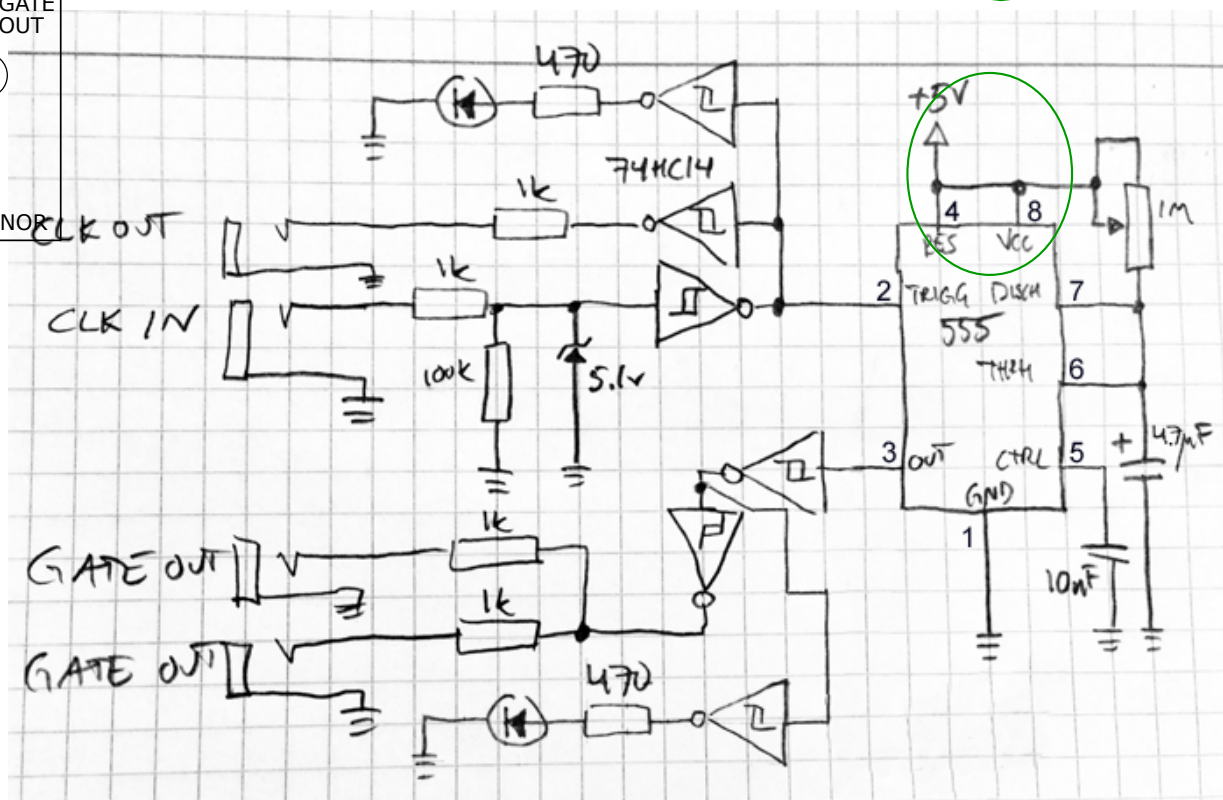 GATE
OUT
470
+5V
74HC14
4
8
1M
NOR
CLK OUT
1k
RES
VCC
1k
2
TRIGG
DISCH
7
CLK IN
555
100k
5.1v
THRH
6
3
OUT
CTRL
5
+
4.7µF
GND
1
1k
GATE OUT
10nF
1k
GATE OUT
470